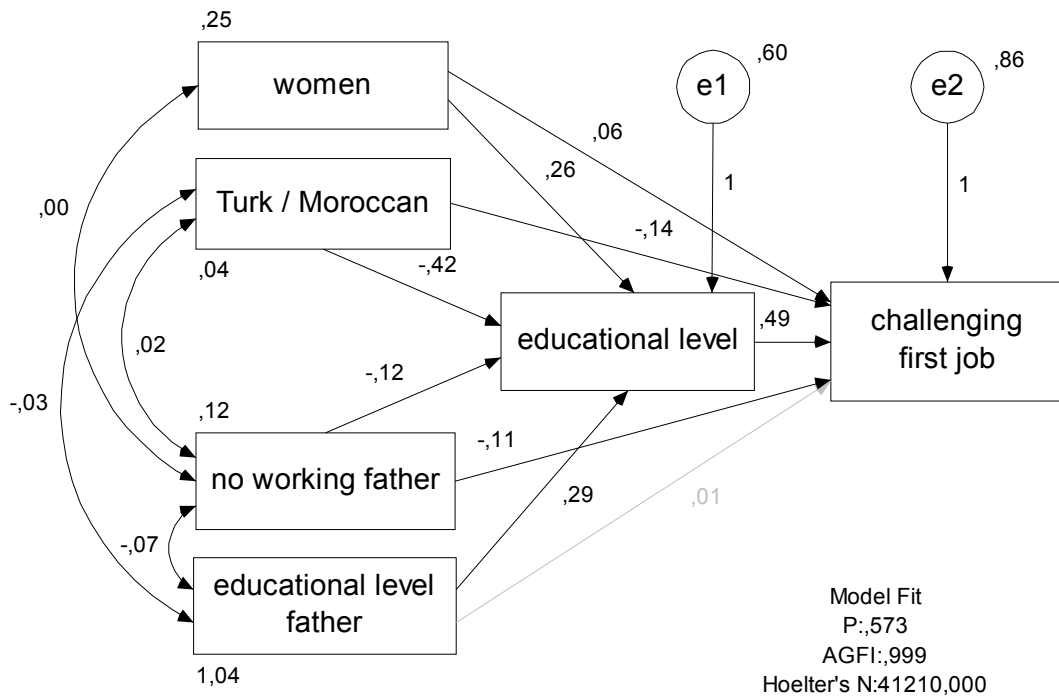 ,25
women
e1
,60
e2
,86
,06
,26
1
1
,00
Turk / Moroccan
-,14
,04
-,42
educational level
,49
challenging
first job
,02
-,12
-,03
,12
no working father
-,11
,29
,01
-,07
educational level
father
1,04
Model Fit
P:,573
AGFI:,999
Hoelter's N:41210,000